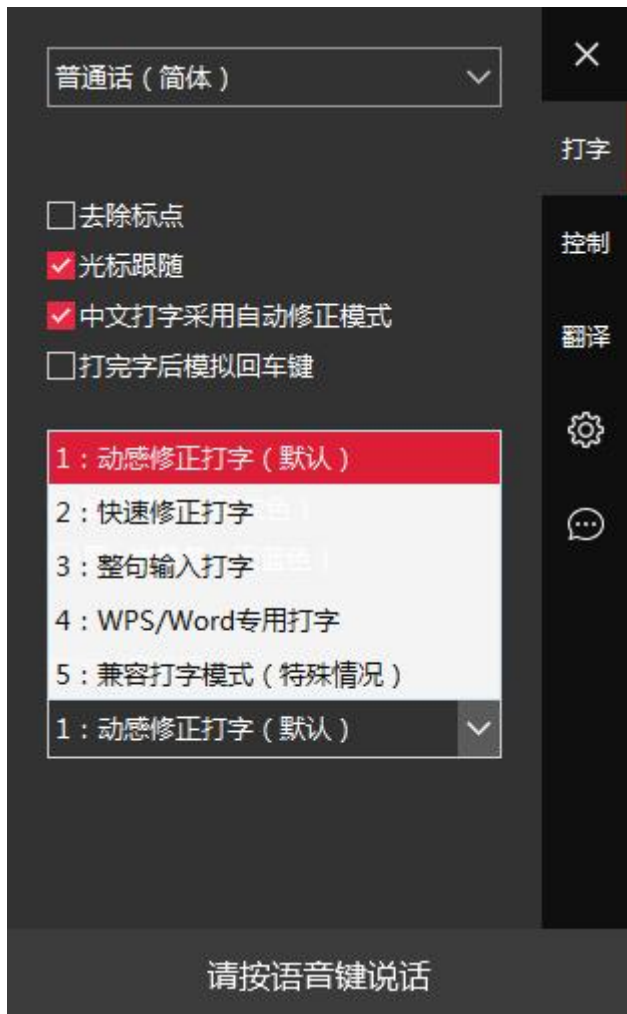 普通话（简体）
打字
去除标点
控制
光标跟随
中文打字采用自动修正模式
翻译
打完字后模拟回车键
1：动感修正打字（默认）
2：快速修正打字
3：整句输入打字
4：WPS/Word专用打字
5：兼容打字模式（特殊情况）
1：动感修正打字（默认）
请按语音键说话